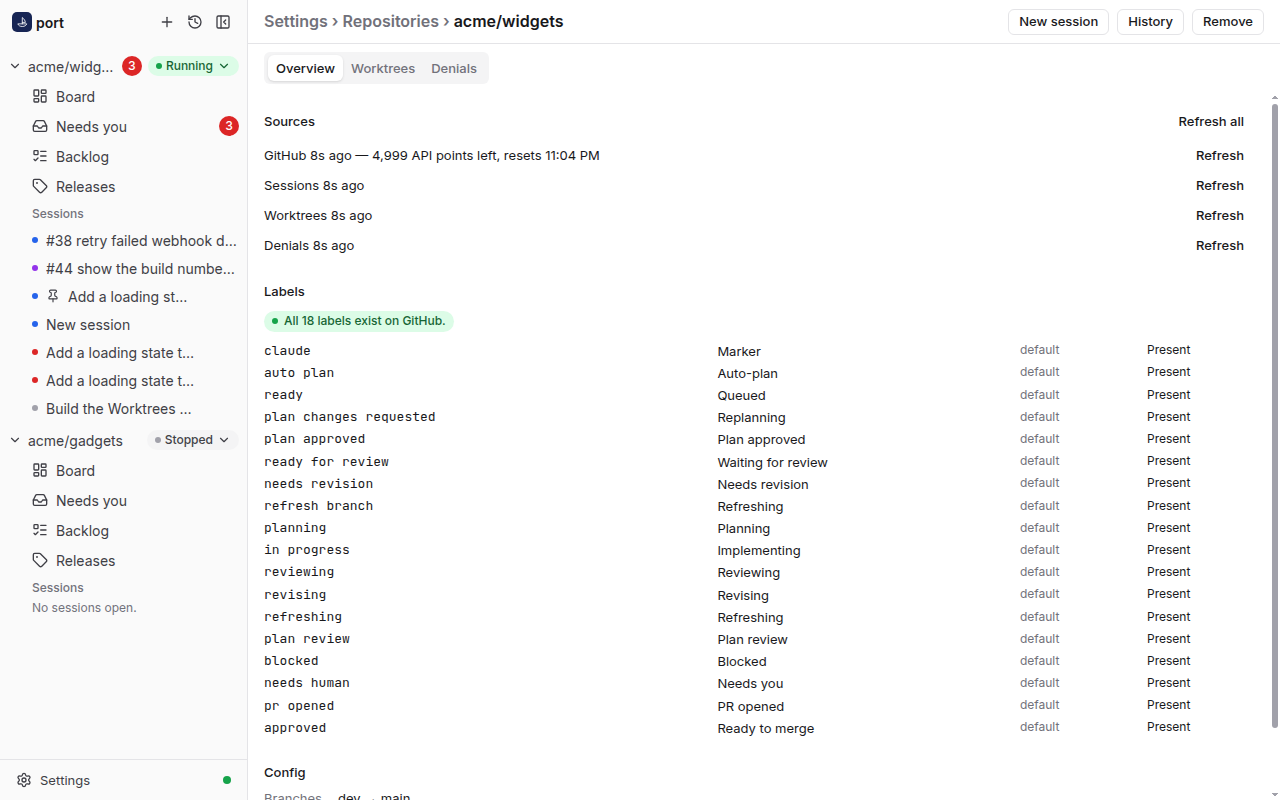 port
acme/widg... 3 Running
Board
Needs you 3
Backlog
Releases
Sessions
#38 retry failed webhook d...
#44 show the build numbe...
Add a loading st...
New session
Add a loading state t...
Add a loading state t...
Build the Worktrees ...
acme/gadgets Stopped
Board
Needs you
Backlog
Releases
Sessions
No sessions open.
Settings
Settings › Repositories › acme/widgets
New session History Remove
Overview Worktrees Denials
Sources Refresh all
GitHub 8s ago — 4,999 API points left, resets 11:04 PM Refresh
Sessions 8s ago Refresh
Worktrees 8s ago Refresh
Denials 8s ago Refresh
Labels
All 18 labels exist on GitHub.
claude Marker default Present
auto plan Auto-plan default Present
ready Queued default Present
plan changes requested Replanning default Present
plan approved Plan approved default Present
ready for review Waiting for review default Present
needs revision Needs revision default Present
refresh branch Refreshing default Present
planning Planning default Present
in progress Implementing default Present
reviewing Reviewing default Present
revising Revising default Present
refreshing Refreshing default Present
plan review Plan review default Present
blocked Blocked default Present
needs human Needs you default Present
pr opened PR opened default Present
approved Ready to merge default Present
Config
Branches dev → main